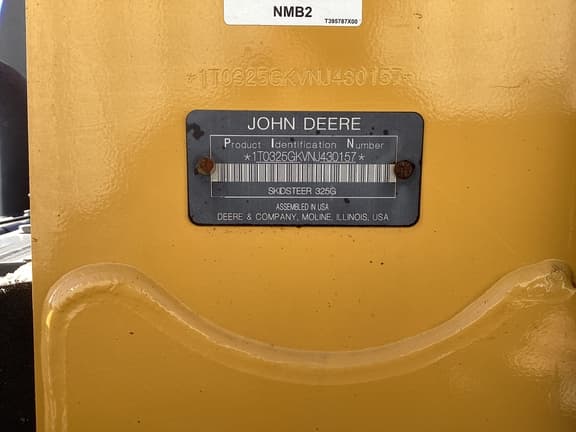 NMB2
T395787X00
*1T0325GKVNJ430157*
JOHN DEERE
Product Identification Number
*1T0325GKVNJ430157*
SKIDSTEER 325G
ASSEMBLED IN USA
DEERE & COMPANY, MOLINE, ILLINOIS, USA